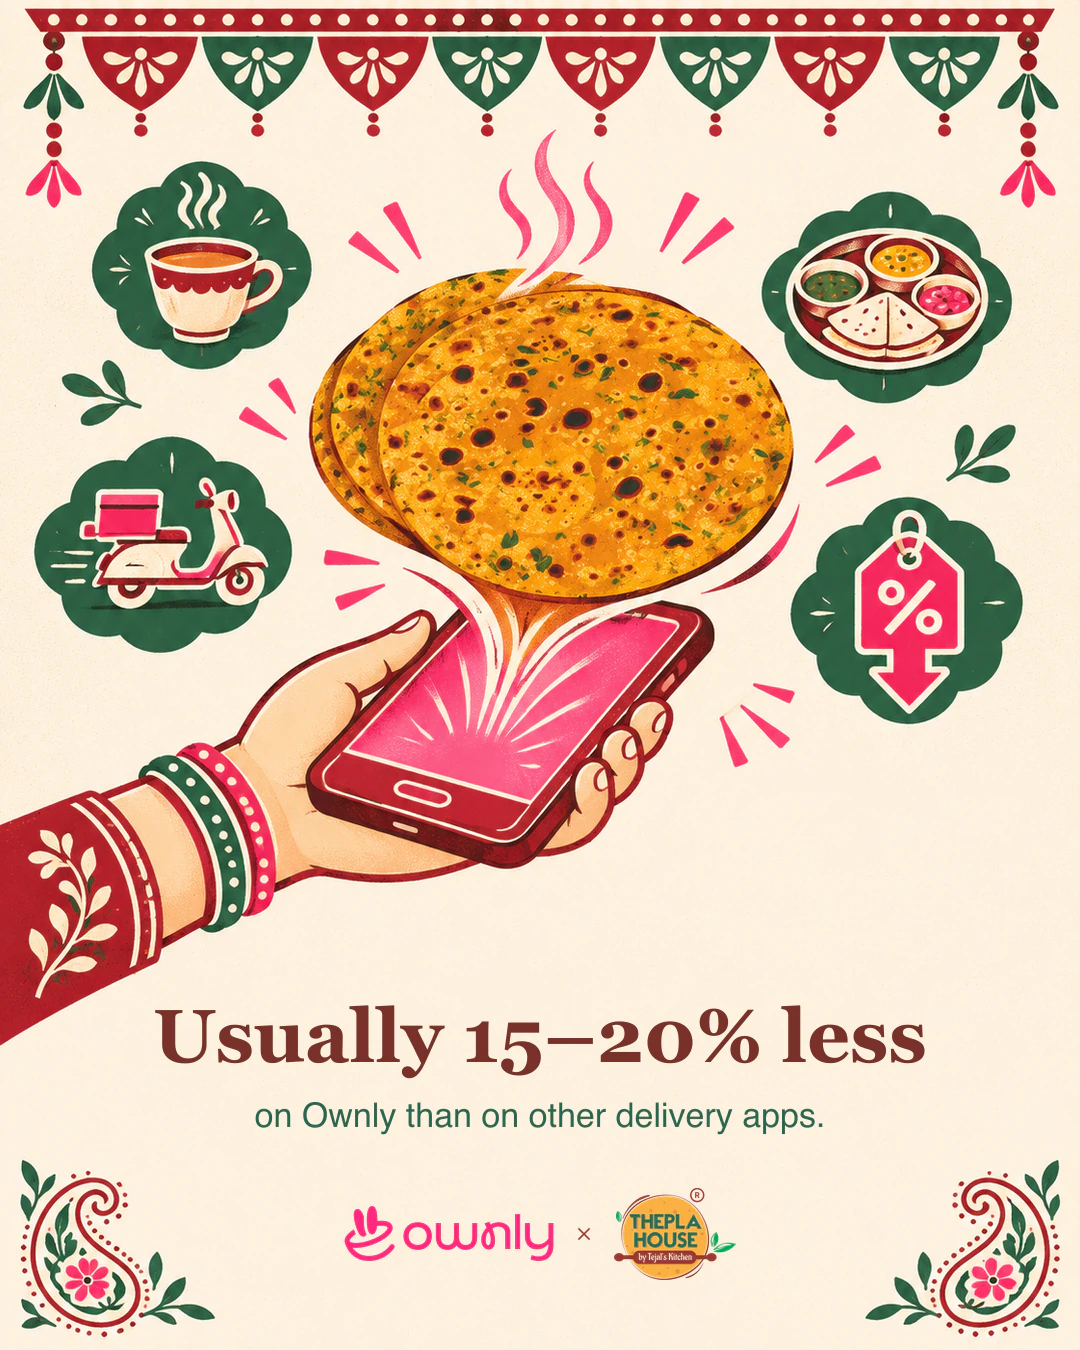 %
Usually 15–20% less
on Ownly than on other delivery apps.
ownly × THEPLA HOUSE ®
by Tejal's Kitchen